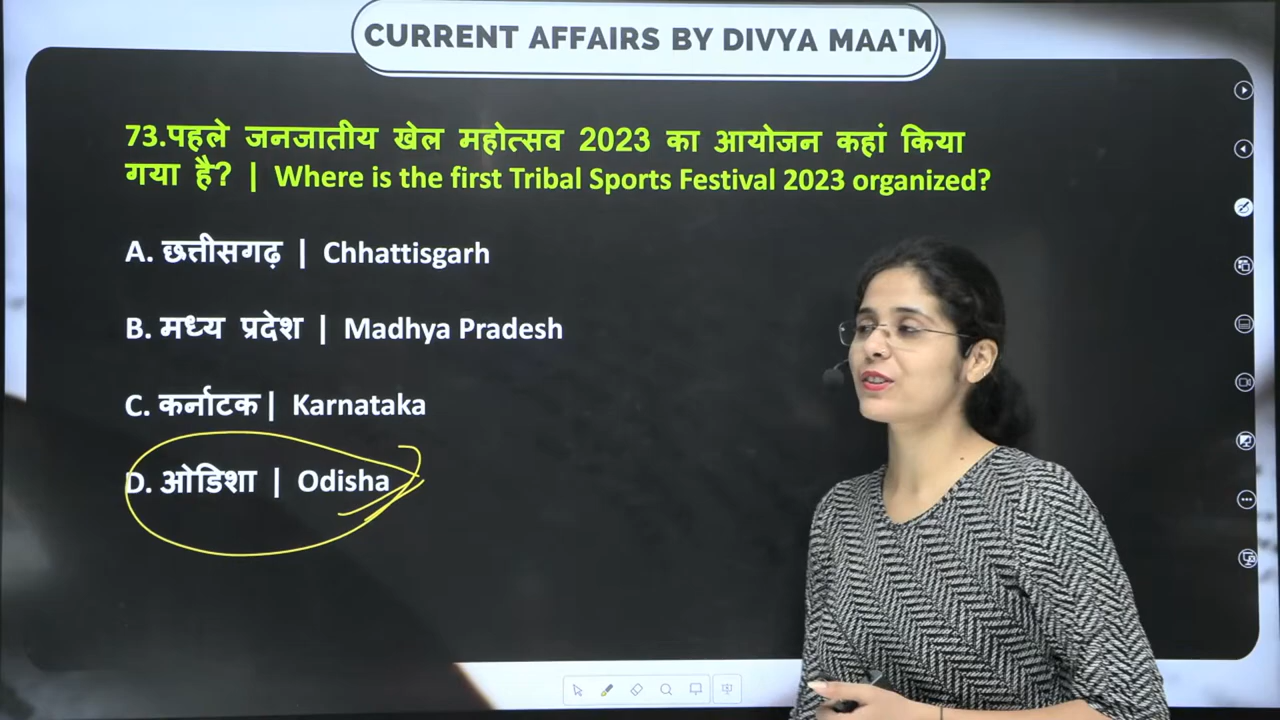 CURRENT AFFAIRS BY DIVYA MAA'M
73.पहले जनजातीय खेल महोत्सव 2023 का आयोजन कहां किया
गया है? | Where is the first Tribal Sports Festival 2023 organized?
A. छत्तीसगढ़ | Chhattisgarh
B. मध्य प्रदेश | Madhya Pradesh
C. कर्नाटक | Karnataka
D. ओडिशा | Odisha